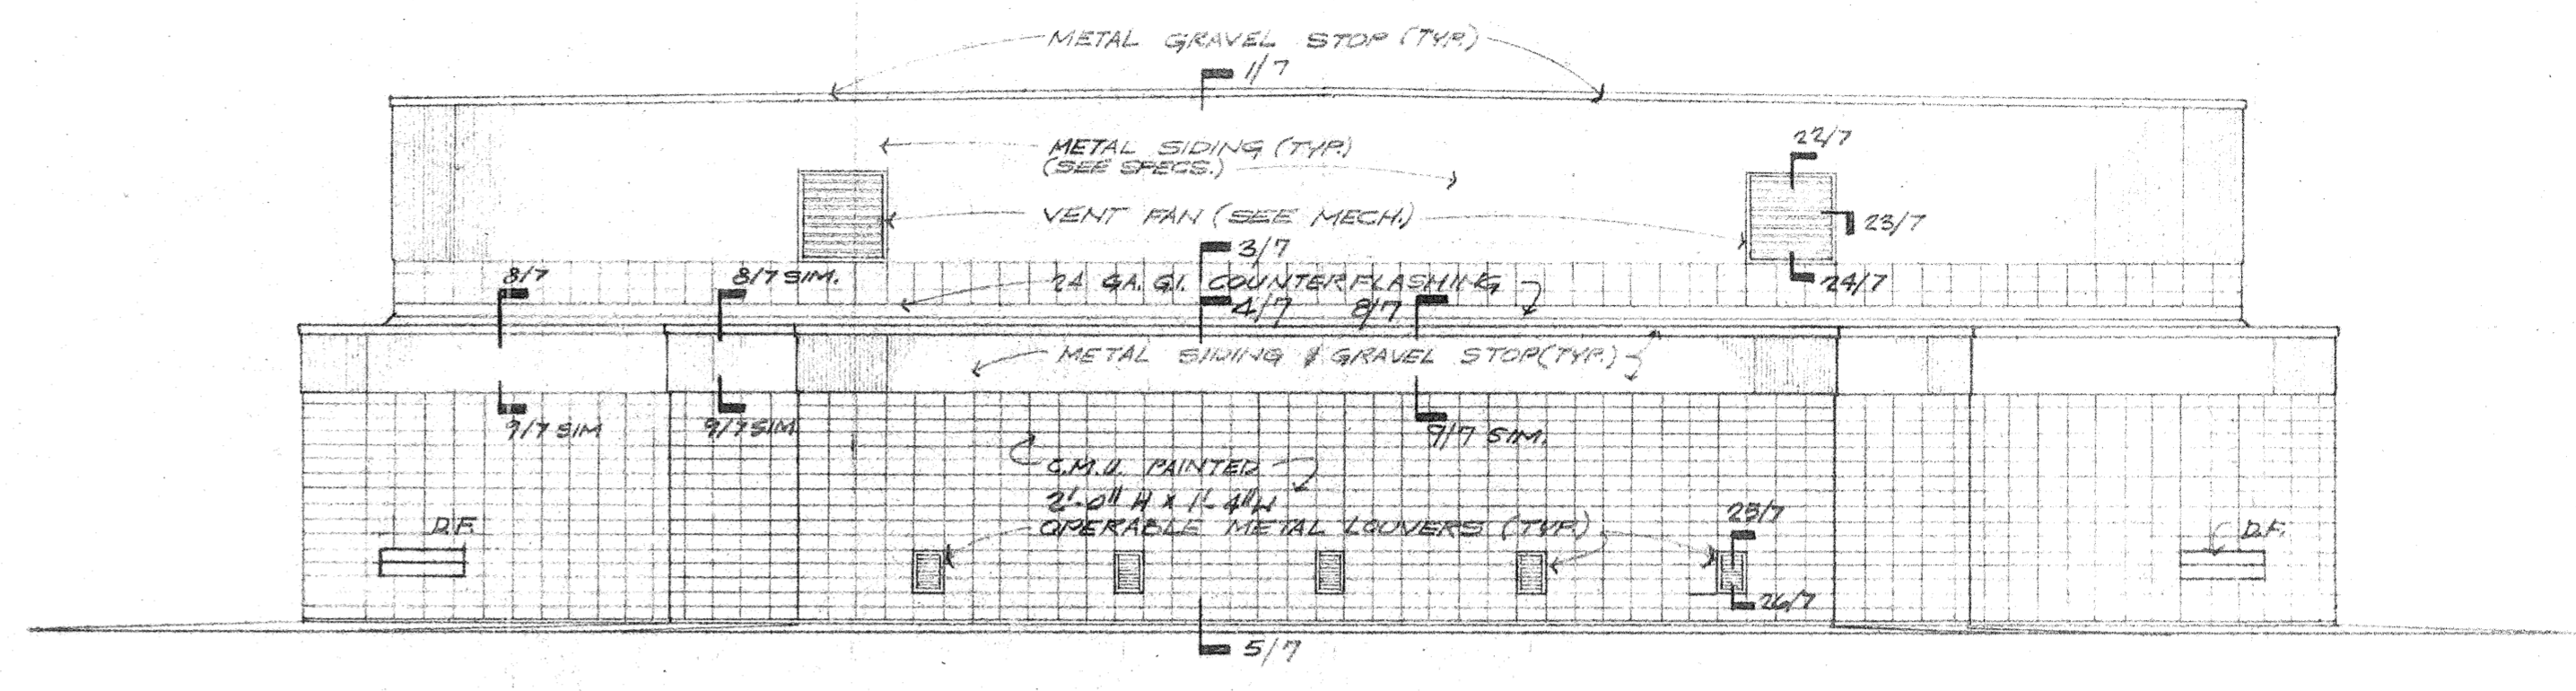 METAL GRAVEL STOP (TYP.)
1/7
METAL SIDING (TYP.)
(SEE SPECS.)
22/7
VENT FAN (SEE MECH.)
23/7
3/7
8/7
8/7 SIM.
24 GA. G.I. COUNTERFLASHING
24/7
4/7
8/7
METAL SIDING & GRAVEL STOP (TYP.)
9/7 SIM
9/7 SIM
9/7 SIM.
C.M.U. PAINTED
2'-0" H X 1'-4" W
OPERABLE METAL LOUVERS (TYP.)
25/7
D.F.
D.F.
26/7
5/7